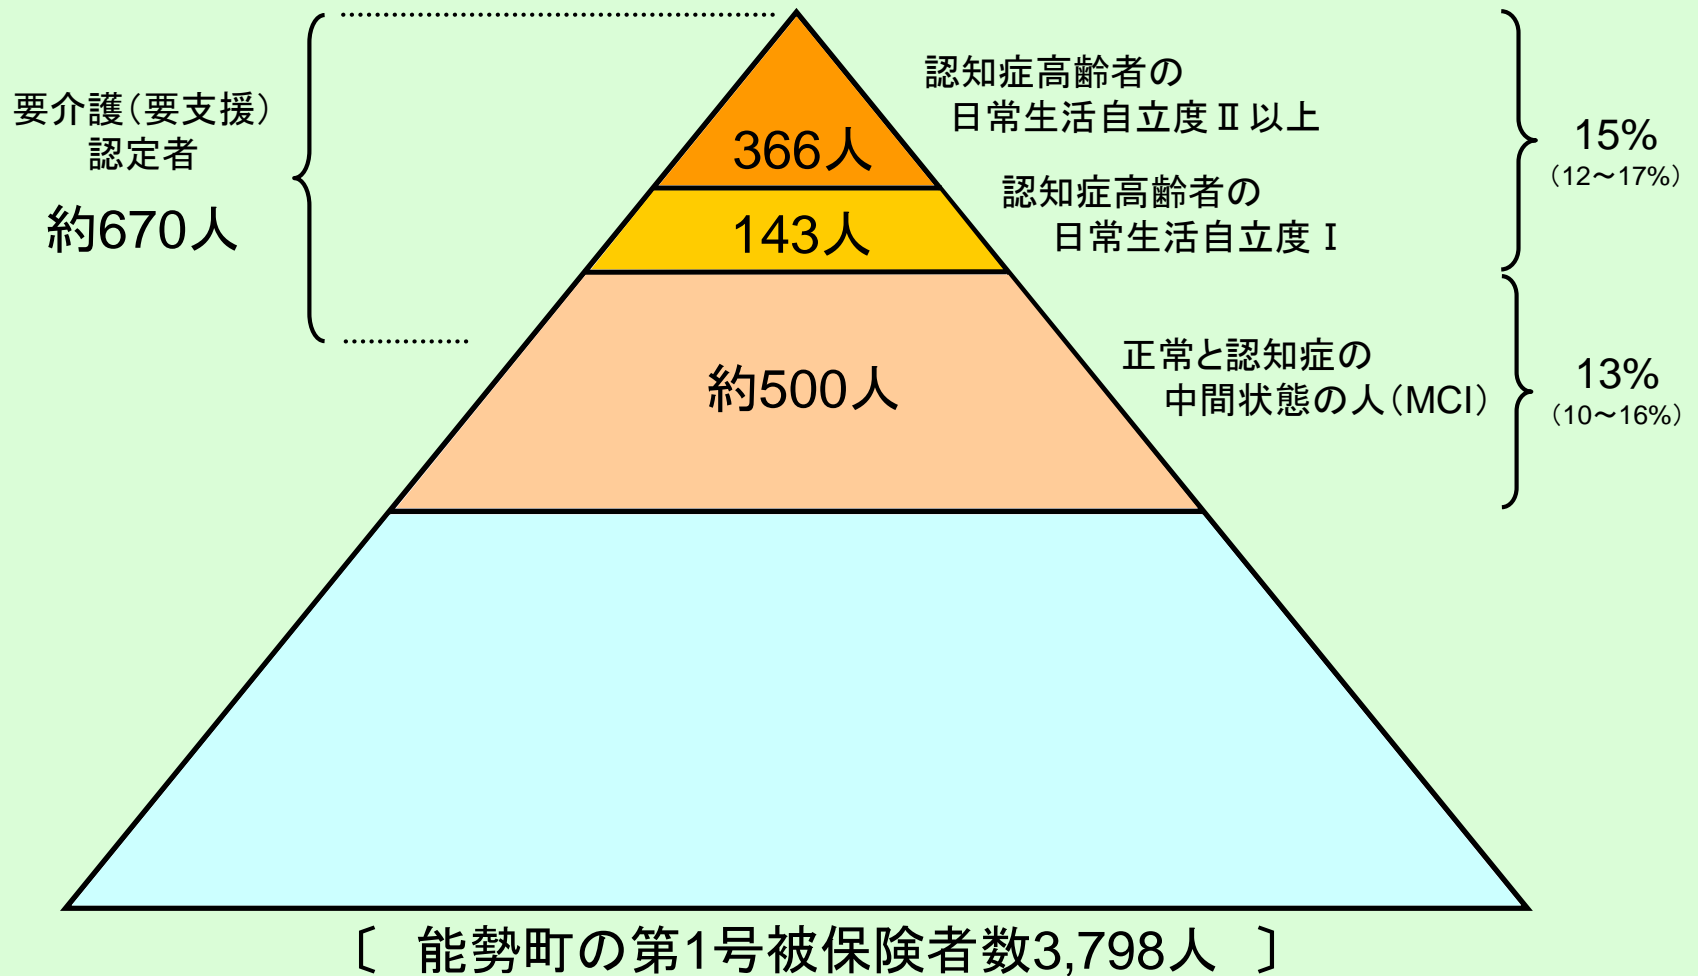 要介護（要支援）
認定者
約670人
認知症高齢者の
日常生活自立度Ⅱ以上
366人
15%
（12～17%）
認知症高齢者の
日常生活自立度Ⅰ
143人
正常と認知症の
中間状態の人（MCI）
約500人
13%
（10～16%）
〔 能勢町の第1号被保険者数3,798人 〕